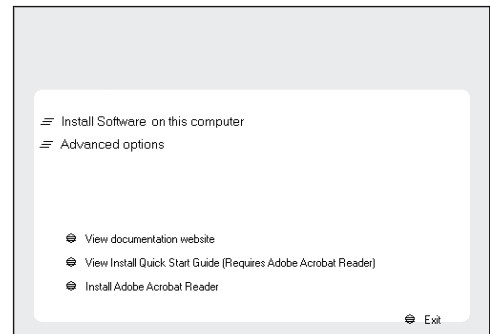 Install Software on this computer
Advanced options
View documentation website
View Install Quick Start Guide (Requires Adobe Acrobat Reader)
Install Adobe Acrobat Reader
Exit